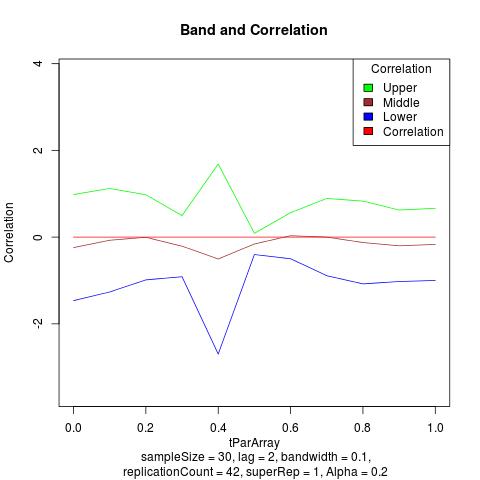 Band and Correlation
Correlation
Upper
Middle
Lower
Correlation
Correlation
4
2
0
-2
0.0 0.2 0.4 0.6 0.8 1.0
tParArray
sampleSize = 30, lag = 2, bandwidth = 0.1,
replicationCount = 42, superRep = 1, Alpha = 0.2